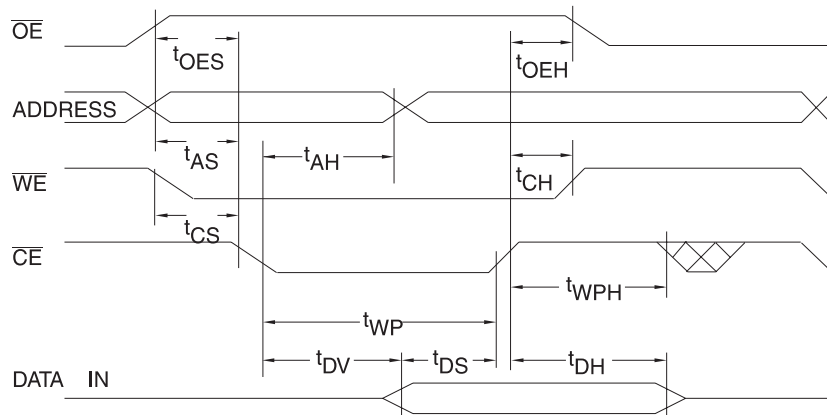 OE
tOES
tOEH
ADDRESS
tAS
tAH
WE
tCH
tCS
CE
tWPH
tWP
tDV
tDS
tDH
DATA IN